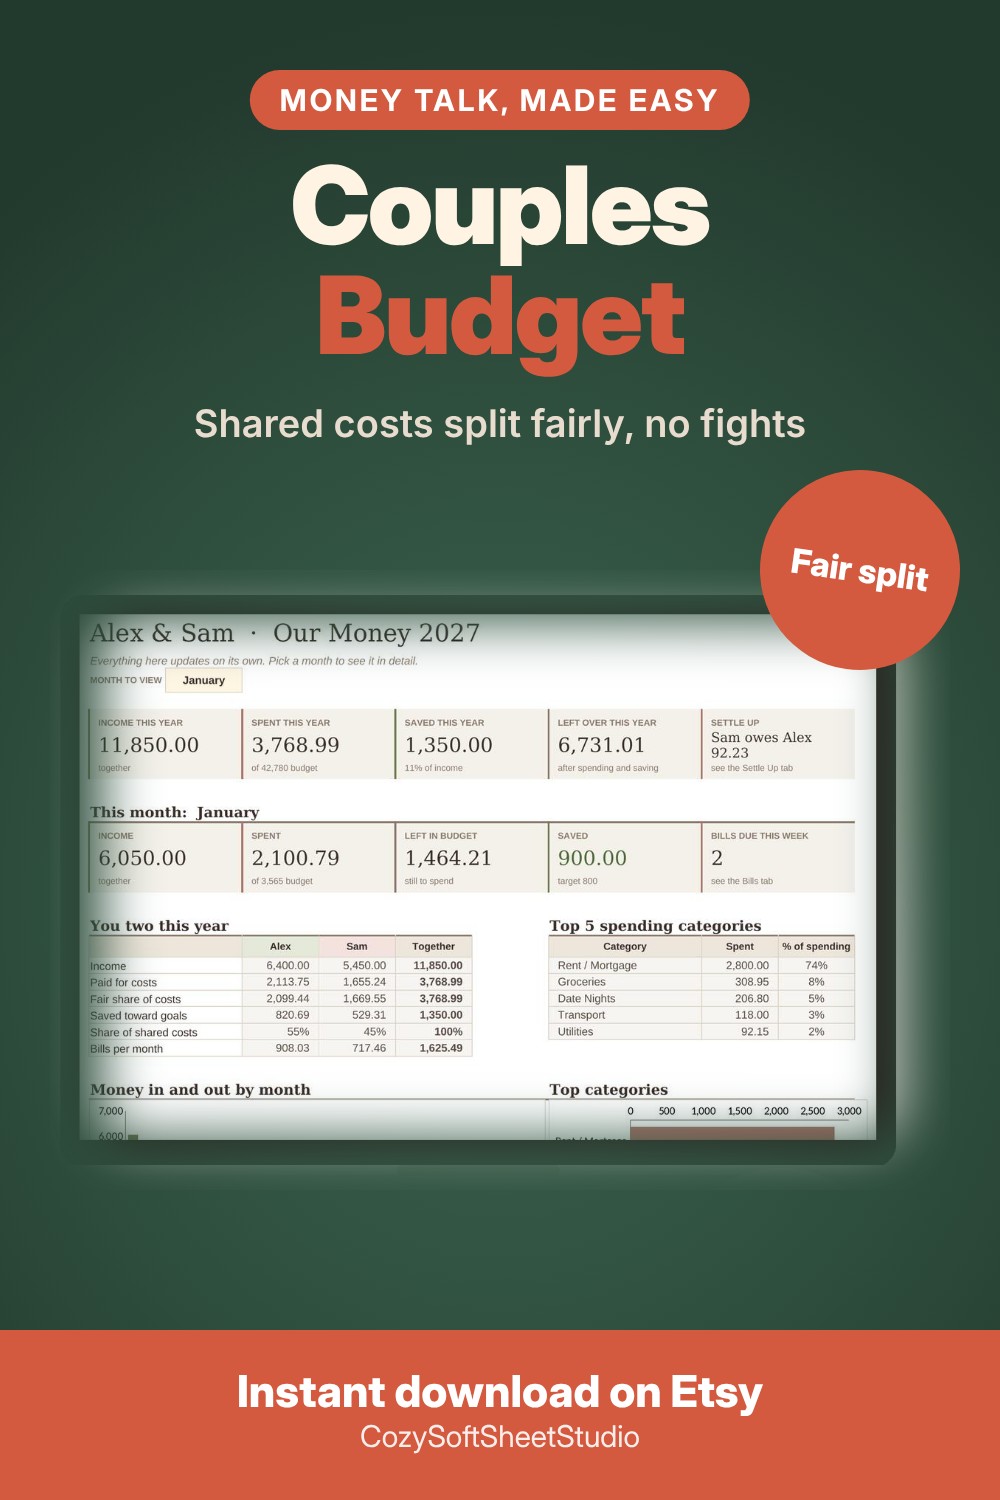 MONEY TALK, MADE EASY
Couples
Budget
Shared costs split fairly, no fights
Fair split
Alex & Sam · Our Money 2027
Everything here updates on its own. Pick a month to see it in detail.
MONTH TO VIEW January
INCOME THIS YEAR SPENT THIS YEAR SAVED THIS YEAR LEFT OVER THIS YEAR SETTLE UP
11,850.00 3,768.99 1,350.00 6,731.01 Sam owes Alex
92.23
together of 42,780 budget 11% of income after spending and saving see the Settle Up tab
This month: January
INCOME SPENT LEFT IN BUDGET SAVED BILLS DUE THIS WEEK
6,050.00 2,100.79 1,464.21 900.00 2
together of 3,565 budget still to spend target 800 see the Bills tab
You two this year
Alex Sam Together
Income 6,400.00 5,450.00 11,850.00
Paid for costs 2,113.75 1,655.24 3,768.99
Fair share of costs 2,099.44 1,669.55 3,768.99
Saved toward goals 820.69 529.31 1,350.00
Share of shared costs 55% 45% 100%
Bills per month 908.03 717.46 1,625.49
Top 5 spending categories
Category Spent % of spending
Rent / Mortgage 2,800.00 74%
Groceries 308.95 8%
Date Nights 206.80 5%
Transport 118.00 3%
Utilities 92.15 2%
Money in and out by month
7,000
6,000
Top categories
0 500 1,000 1,500 2,000 2,500 3,000
Rent / Mortgage
Instant download on Etsy
CozySoftSheetStudio